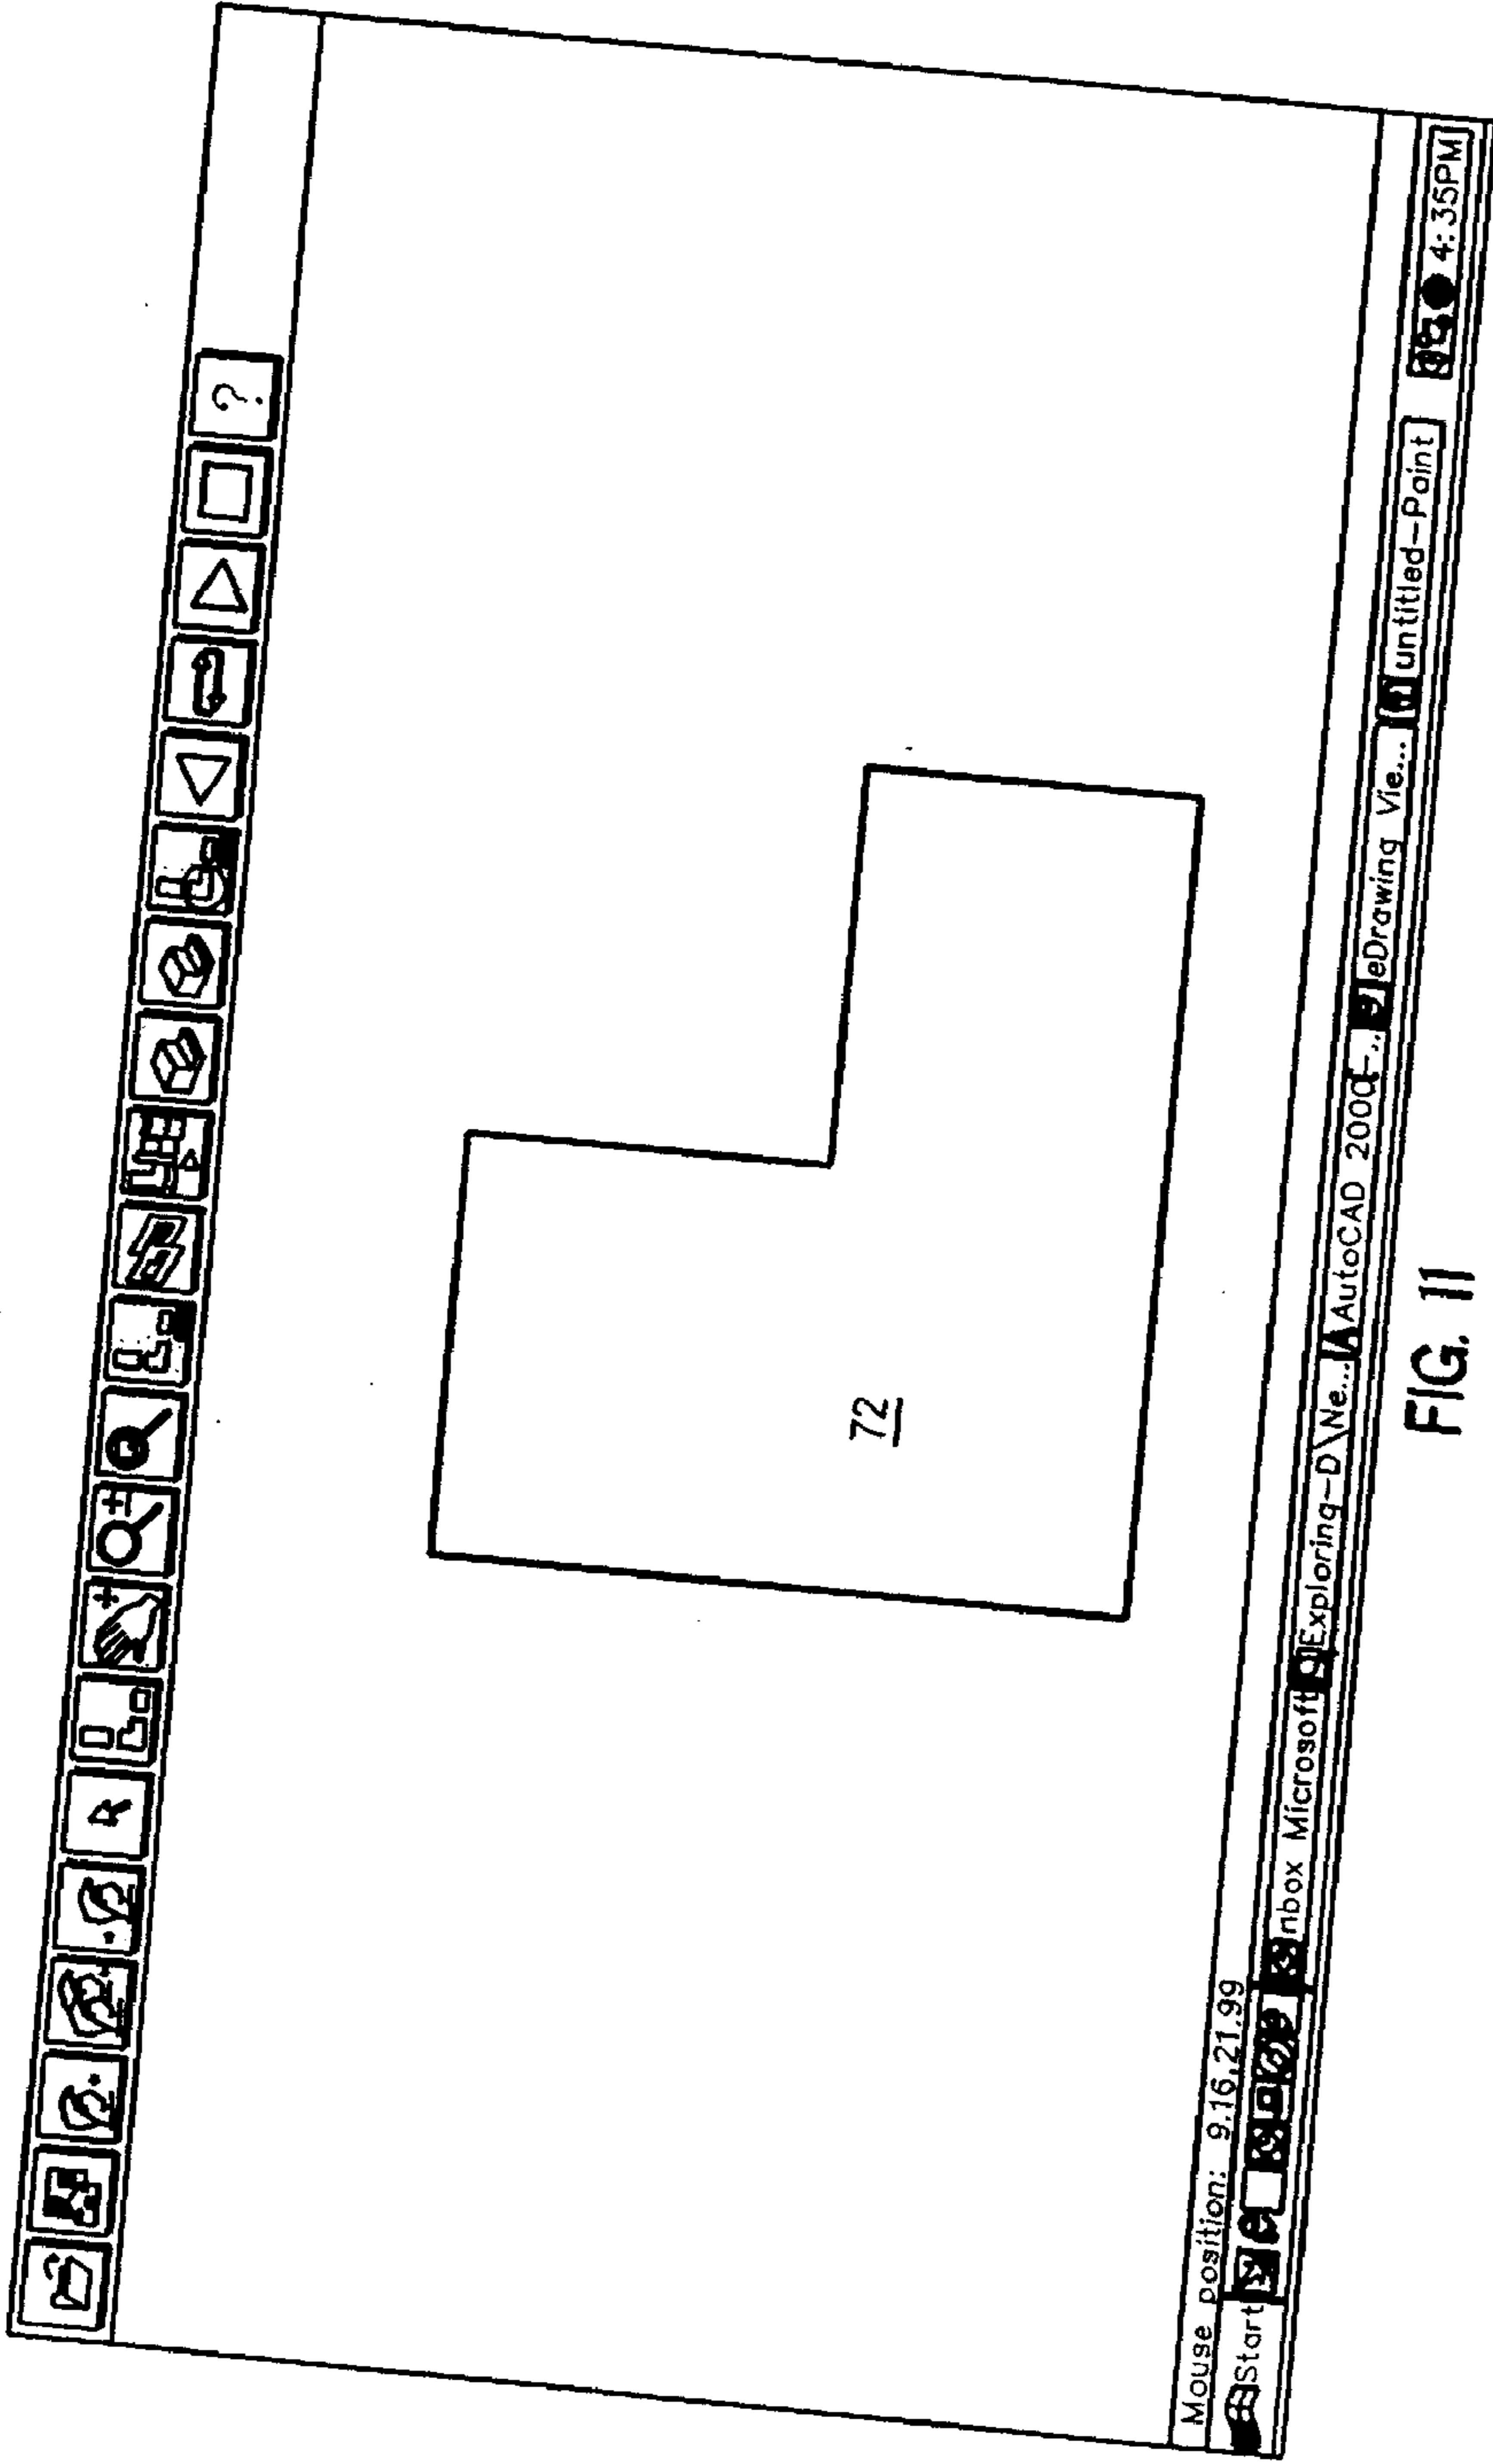 ?
R
72
Mouse position: 9.16,21.99
Start nbox Microsoft Exploring-D\Ne... AutoCAD 2000-... eDrawing Vie... untitled-Paint 4:35PM
FIG. 11